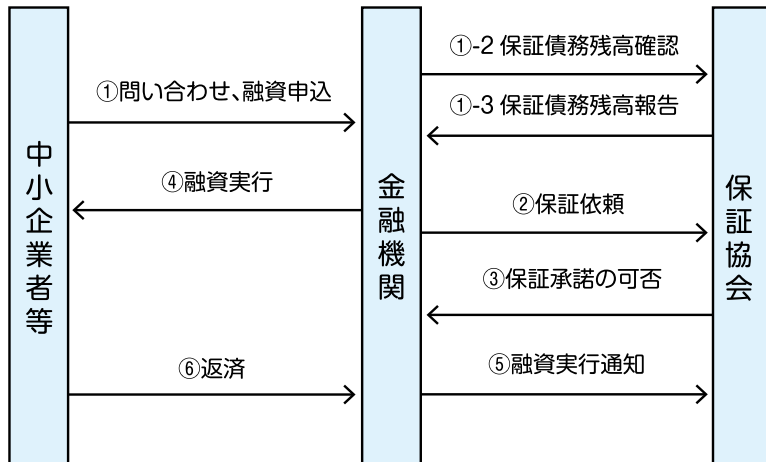 ①-2 保証債務残高確認
①問い合わせ、融資申込
①-3 保証債務残高報告
④融資実行
②保証依頼
③保証承諾の可否
⑥返済
⑤融資実行通知
中小企業者等
金融機関
保証協会